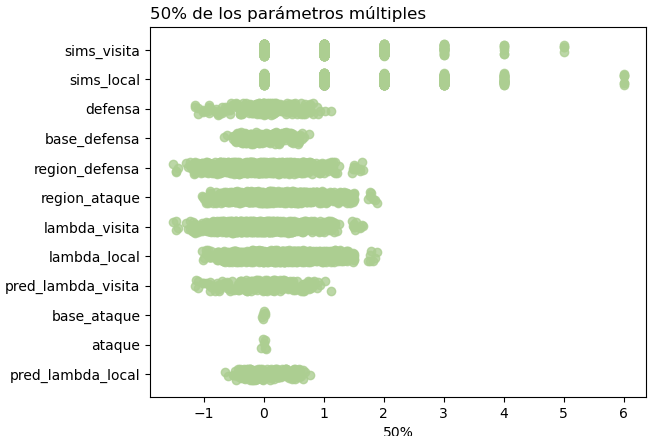 50% de los parámetros múltiples
sims_visita
sims_local
defensa
base_defensa
region_defensa
region_ataque
lambda_visita
lambda_local
pred_lambda_visita
base_ataque
ataque
pred_lambda_local
−1 0 1 2 3 4 5 6
50%